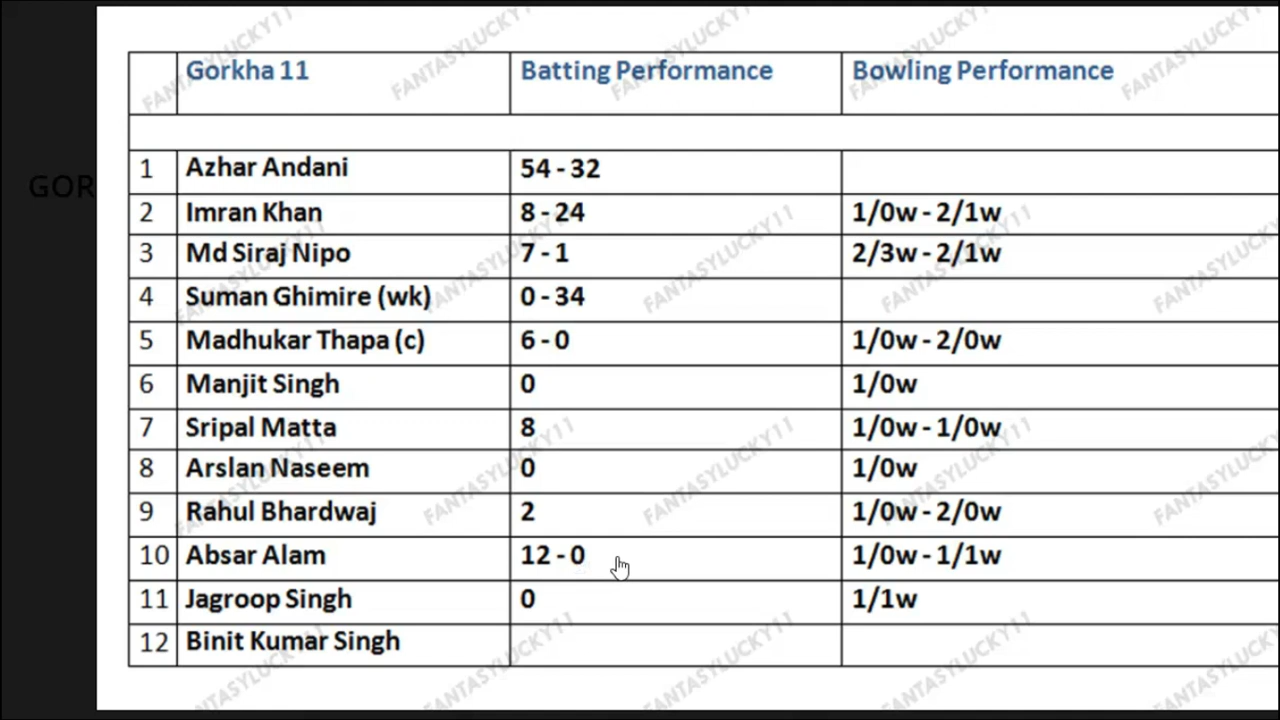 Gorkha 11 Batting Performance Bowling Performance
1 Azhar Andani 54 - 32
2 Imran Khan 8 - 24 1/0w - 2/1w
3 Md Siraj Nipo 7 - 1 2/3w - 2/1w
4 Suman Ghimire (wk) 0 - 34
5 Madhukar Thapa (c) 6 - 0 1/0w - 2/0w
6 Manjit Singh 0 1/0w
7 Sripal Matta 8 1/0w - 1/0w
8 Arslan Naseem 0 1/0w
9 Rahul Bhardwaj 2 1/0w - 2/0w
10 Absar Alam 12 - 0 1/0w - 1/1w
11 Jagroop Singh 0 1/1w
12 Binit Kumar Singh
GOR
FANTASYLUCKY11